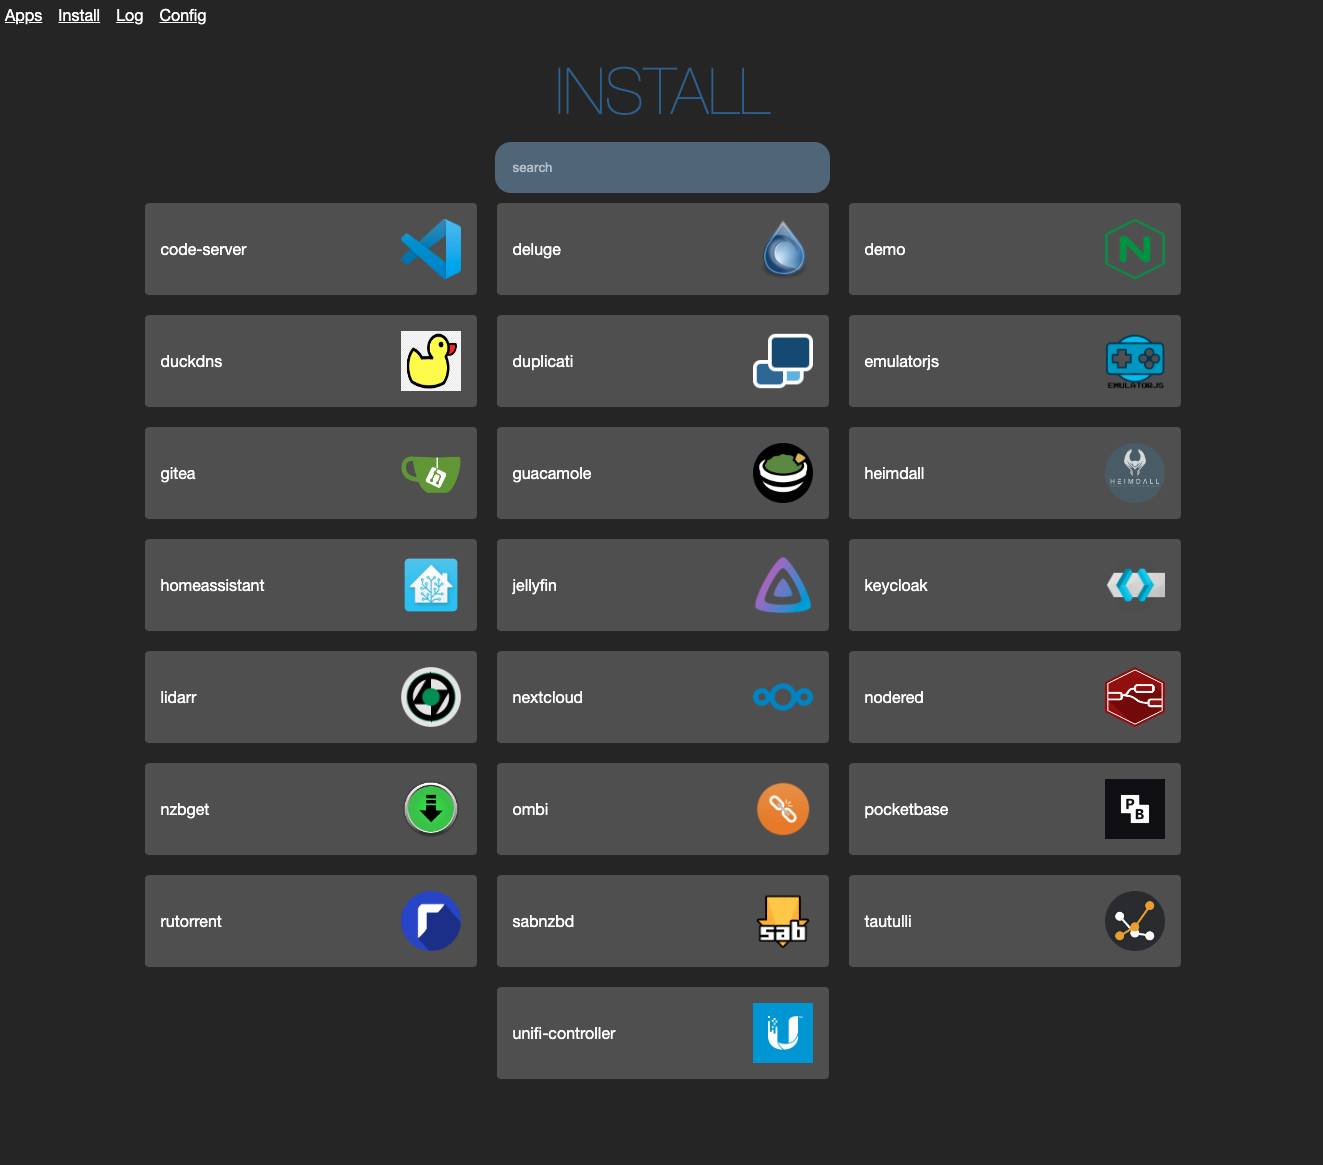 Apps Install Log Config
INSTALL
search
code-server deluge demo
duckdns duplicati emulatorjs
EMULATORJS
gitea guacamole heimdall
HEIMDALL
homeassistant jellyfin keycloak
lidarr nextcloud nodered
nzbget ombi pocketbase
P
B
rutorrent sabnzbd tautulli
sab
unifi-controller